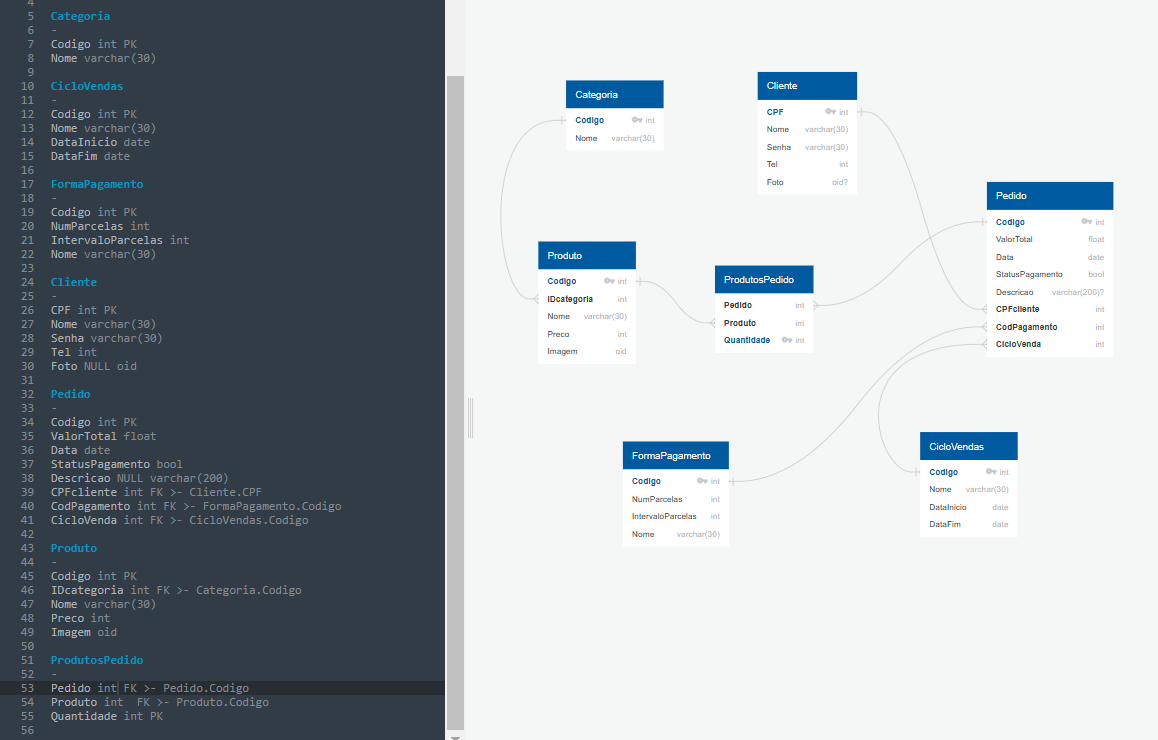 4
5 Categoria
6 -
7 Codigo int PK
8 Nome varchar(30)
9
10 CicloVendas
11 -
12 Codigo int PK
13 Nome varchar(30)
14 DataInicio date
15 DataFim date
16
17 FormaPagamento
18 -
19 Codigo int PK
20 NumParcelas int
21 IntervaloParcelas int
22 Nome varchar(30)
23
24 Cliente
25 -
26 CPF int PK
27 Nome varchar(30)
28 Senha varchar(30)
29 Tel int
30 Foto NULL oid
31
32 Pedido
33 -
34 Codigo int PK
35 ValorTotal float
36 Data date
37 StatusPagamento bool
38 Descricao NULL varchar(200)
39 CPFcliente int FK >- Cliente.CPF
40 CodPagamento int FK >- FormaPagamento.Codigo
41 CicloVenda int FK >- CicloVendas.Codigo
42
43 Produto
44 -
45 Codigo int PK
46 IDcategoria int FK >- Categoria.Codigo
47 Nome varchar(30)
48 Preco int
49 Imagem oid
50
51 ProdutosPedido
52 -
53 Pedido int FK >- Pedido.Codigo
54 Produto int  FK >- Produto.Codigo
55 Quantidade int PK
56
Categoria
Codigo int
Nome varchar(30)
Cliente
CPF int
Nome varchar(30)
Senha varchar(30)
Tel int
Foto oid?
Pedido
Codigo int
ValorTotal float
Data date
StatusPagamento bool
Descricao varchar(200)?
CPFcliente int
CodPagamento int
CicloVenda int
Produto
Codigo int
IDcategoria int
Nome varchar(30)
Preco int
Imagem oid
ProdutosPedido
Pedido int
Produto int
Quantidade int
FormaPagamento
Codigo int
NumParcelas int
IntervaloParcelas int
Nome varchar(30)
CicloVendas
Codigo int
Nome varchar(30)
DataInicio date
DataFim date